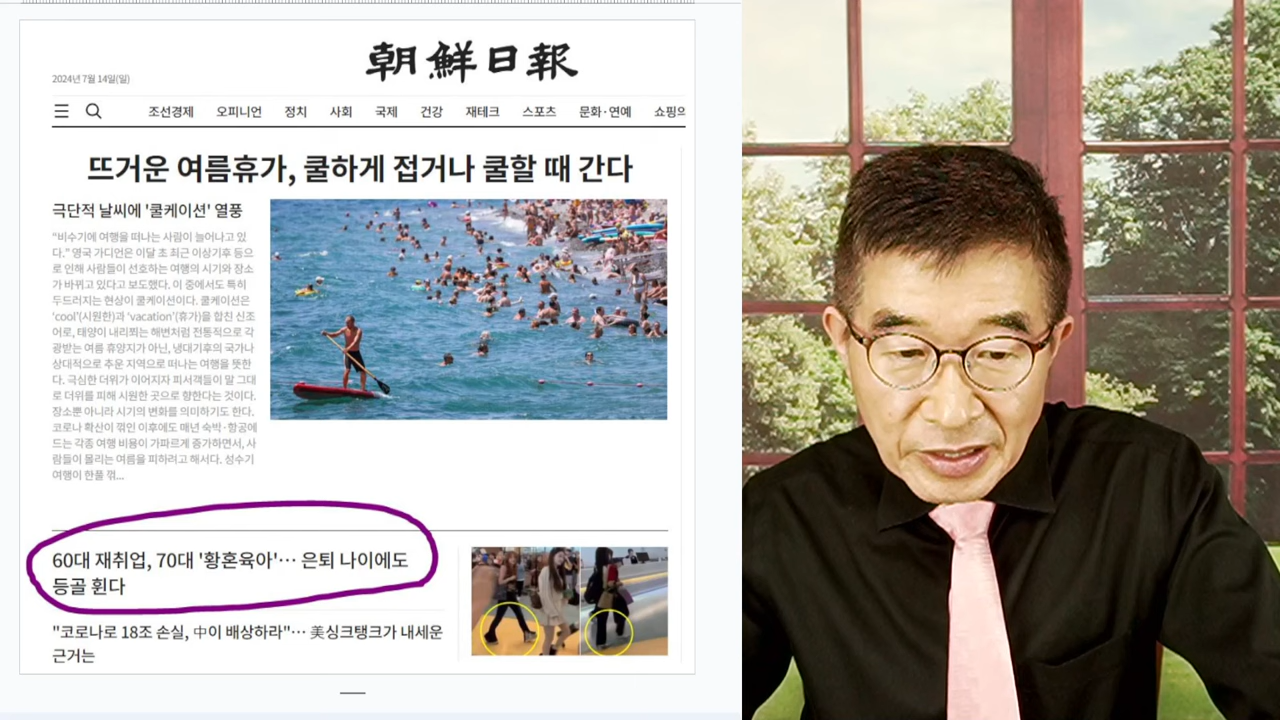 朝鮮日報
2024년 7월 14일(일)
조선경제 오피니언 정치 사회 국제 건강 재테크 스포츠 문화·연예 쇼핑의
뜨거운 여름휴가, 쿨하게 접거나 쿨할 때 간다
극단적 날씨에 '쿨케이션' 열풍
“비수기에 여행을 떠나는 사람이 늘어나고 있
다.” 영국 가디언은 이달 초 최근 이상기후 등으
로 인해 사람들이 선호하는 여행의 시기와 장소
가 바뀌고 있다고 보도했다. 이 중에서도 특히
두드러지는 현상이 쿨케이션이다. 쿨케이션은
‘cool’(시원한)과 ‘vacation’(휴가)을 합친 신조
어로, 태양이 내리쬐는 해변처럼 전통적으로 각
광받는 여름 휴양지가 아닌, 냉대기후의 국가나
상대적으로 추운 지역으로 떠나는 여행을 뜻한
다. 극심한 더위가 이어지자 피서객들이 말 그대
로 더위를 피해 시원한 곳으로 향한다는 것이다.
장소뿐 아니라 시기의 변화를 의미하기도 한다.
코로나 확산이 꺾인 이후에도 매년 숙박·항공에
드는 각종 여행 비용이 가파르게 증가하면서, 사
람들이 몰리는 여름을 피하려고 해서다. 성수기
여행이 한풀 꺾...
60대 재취업, 70대 '황혼육아'… 은퇴 나이에도
등골 휜다
"코로나로 18조 손실, 中이 배상하라"… 美싱크탱크가 내세운
근거는